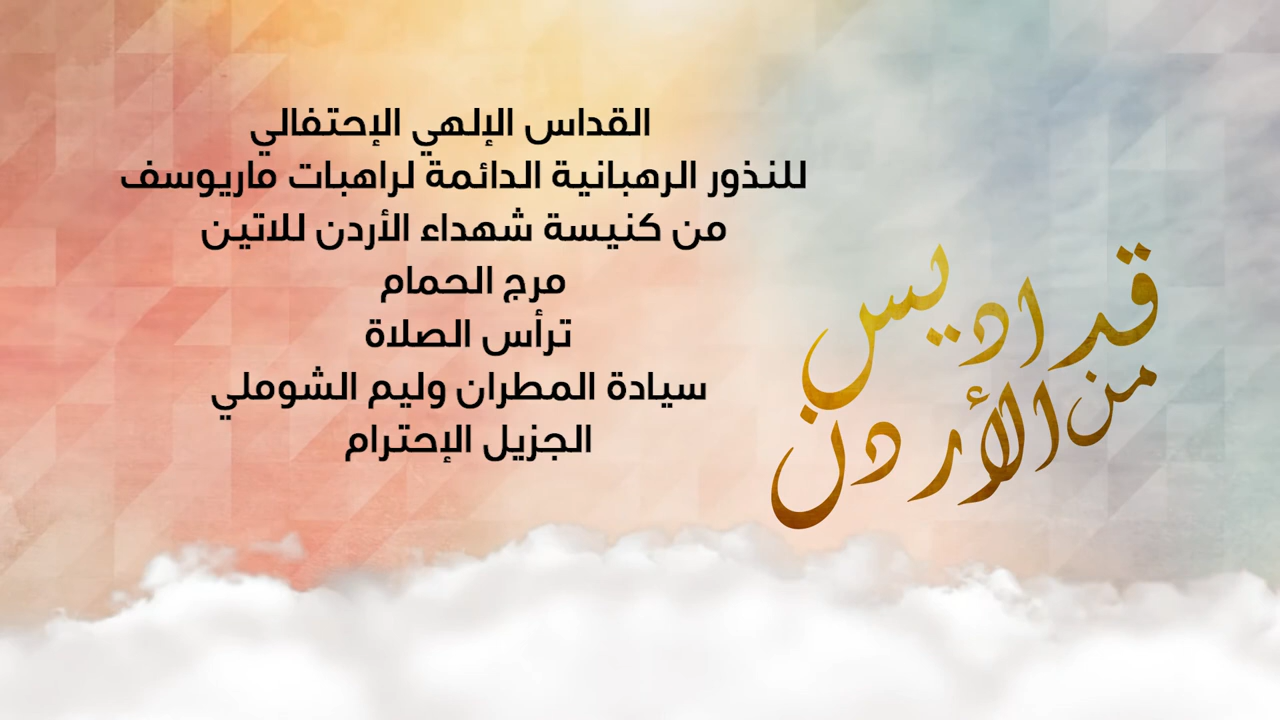 القداس الإلهي الإحتفالي
للنذور الرهبانية الدائمة لراهبات ماريوسف
من كنيسة شهداء الأردن للاتين
مرج الحمام
ترأس الصلاة
سيادة المطران وليم الشوملي
الجزيل الإحترام
قداديس
من الأردن